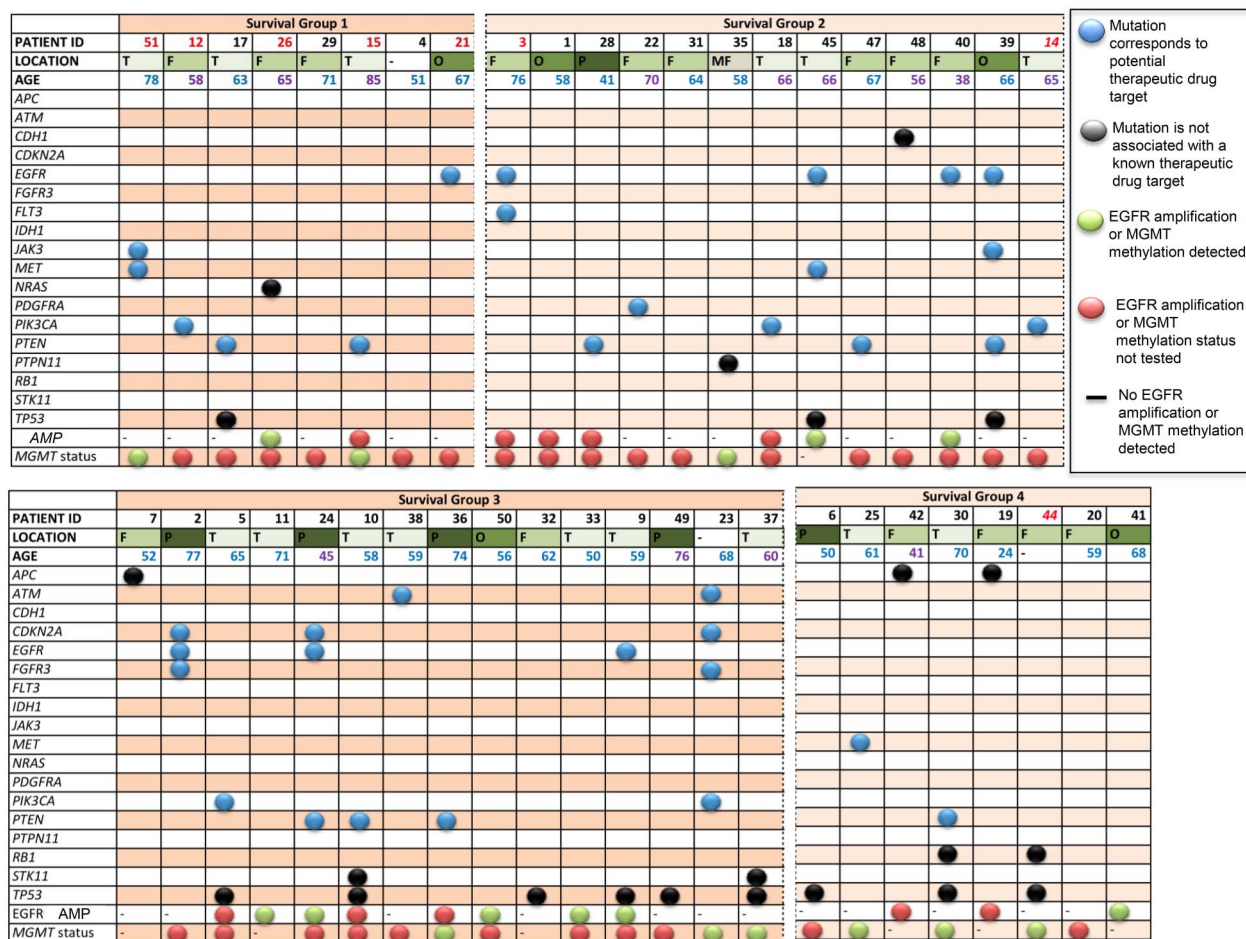 Survival Group 1 Survival Group 2
PATIENT ID 51 12 17 26 29 15 4 21 3 1 28 22 31 35 18 45 47 48 40 39 14
LOCATION T F T F F T - O F O P F F MF T T F F F O T
AGE 78 58 63 65 71 85 51 67 76 58 41 70 64 58 66 66 67 56 38 66 65
APC
ATM
CDH1
CDKN2A
EGFR
FGFR3
FLT3
IDH1
JAK3
MET
NRAS
PDGFRA
PIK3CA
PTEN
PTPN11
RB1
STK11
TP53
AMP - - - - - - - - - - - - -
MGMT status -
Mutation
corresponds to
potential
therapeutic drug
target
Mutation is not
associated with a
known therapeutic
drug target
EGFR amplification
or MGMT
methylation detected
EGFR amplification
or MGMT
methylation status
not tested
No EGFR
amplification or
MGMT methylation
detected
Survival Group 3 Survival Group 4
PATIENT ID 7 2 5 11 24 10 38 36 50 32 33 9 49 23 37 6 25 42 30 19 44 20 41
LOCATION F P T T P T T P O F T T P - T P T F T F F F O
AGE 52 77 65 71 45 58 59 74 56 62 50 59 76 68 60 50 61 41 70 24 - 59 68
APC
ATM
CDH1
CDKN2A
EGFR
FGFR3
FLT3
IDH1
JAK3
MET
NRAS
PDGFRA
PIK3CA
PTEN
PTPN11
RB1
STK11
TP53
EGFR AMP - - - - - - - - - - - -
MGMT status - - - - -